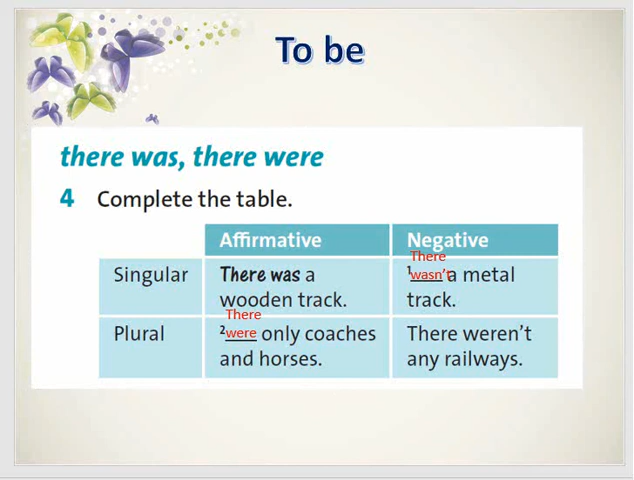 To be
there was, there were
4 Complete the table.
Affirmative Negative
Singular There was a wooden track. 1 There wasn't a metal track.
Plural 2 There were only coaches and horses. There weren't any railways.